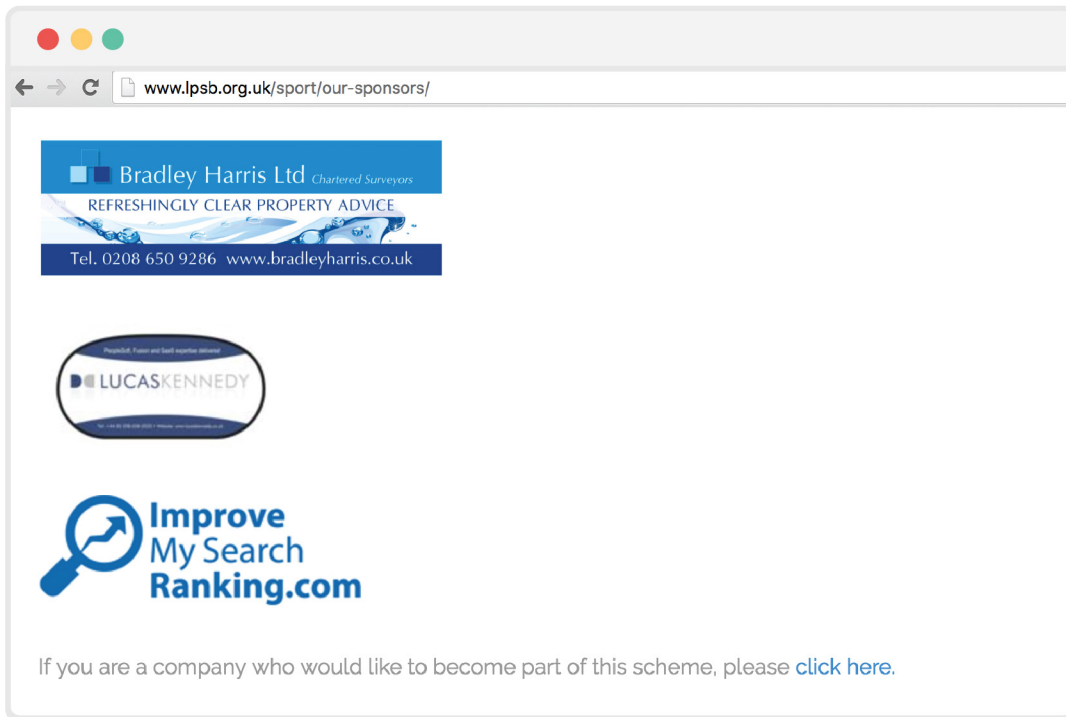 www.lpsb.org.uk/sport/our-sponsors/
Bradley Harris Ltd Chartered Surveyors
REFRESHINGLY CLEAR PROPERTY ADVICE
Tel. 0208 650 9286 www.bradleyharris.co.uk
PeopleSoft, Fusion and SaaS expertise delivered
LUCASKENNEDY
Improve
My Search
Ranking.com
If you are a company who would like to become part of this scheme, please click here.